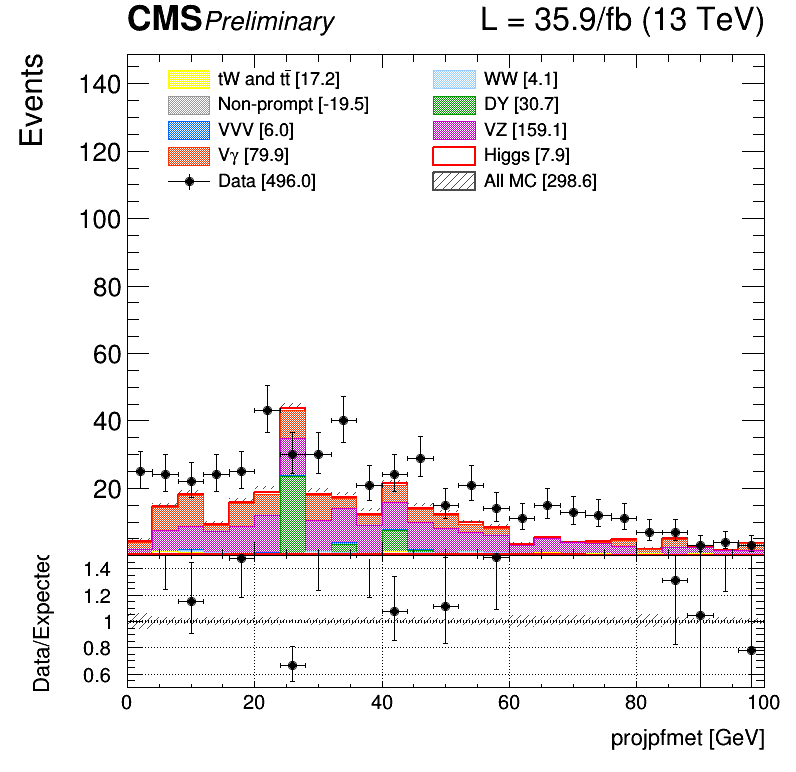 CMS Preliminary L = 35.9/fb (13 TeV)
Events
140
120
100
80
60
40
20
tW and tt̄ [17.2]
Non-prompt [-19.5]
VVV [6.0]
Vγ [79.9]
Data [496.0]
WW [4.1]
DY [30.7]
VZ [159.1]
Higgs [7.9]
All MC [298.6]
Data/Expected
1.4
1.2
1
0.8
0.6
0 20 40 60 80 100
projpfmet [GeV]